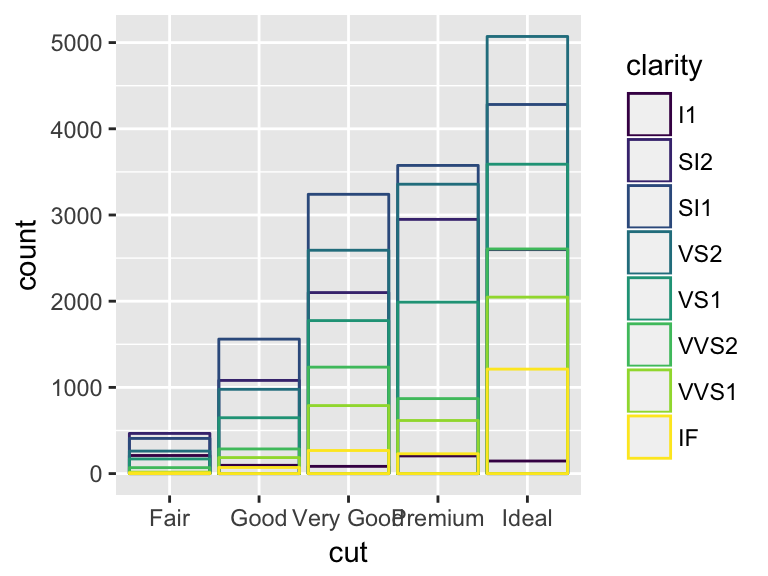 clarity
I1
SI2
SI1
VS2
VS1
VVS2
VVS1
IF
count
5000
4000
3000
2000
1000
0
Fair Good Very Good Premium Ideal
cut